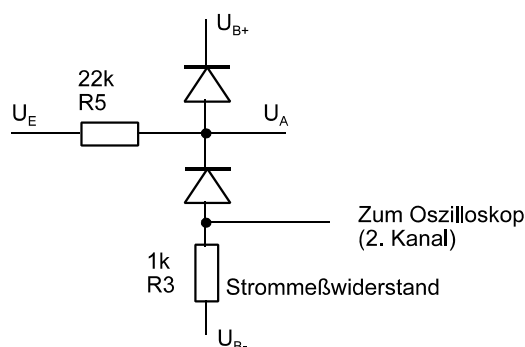 U_B+
22k
R5
U_E
U_A
Zum Oszilloskop
(2. Kanal)
1k
R3
Strommeßwiderstand
U_B-